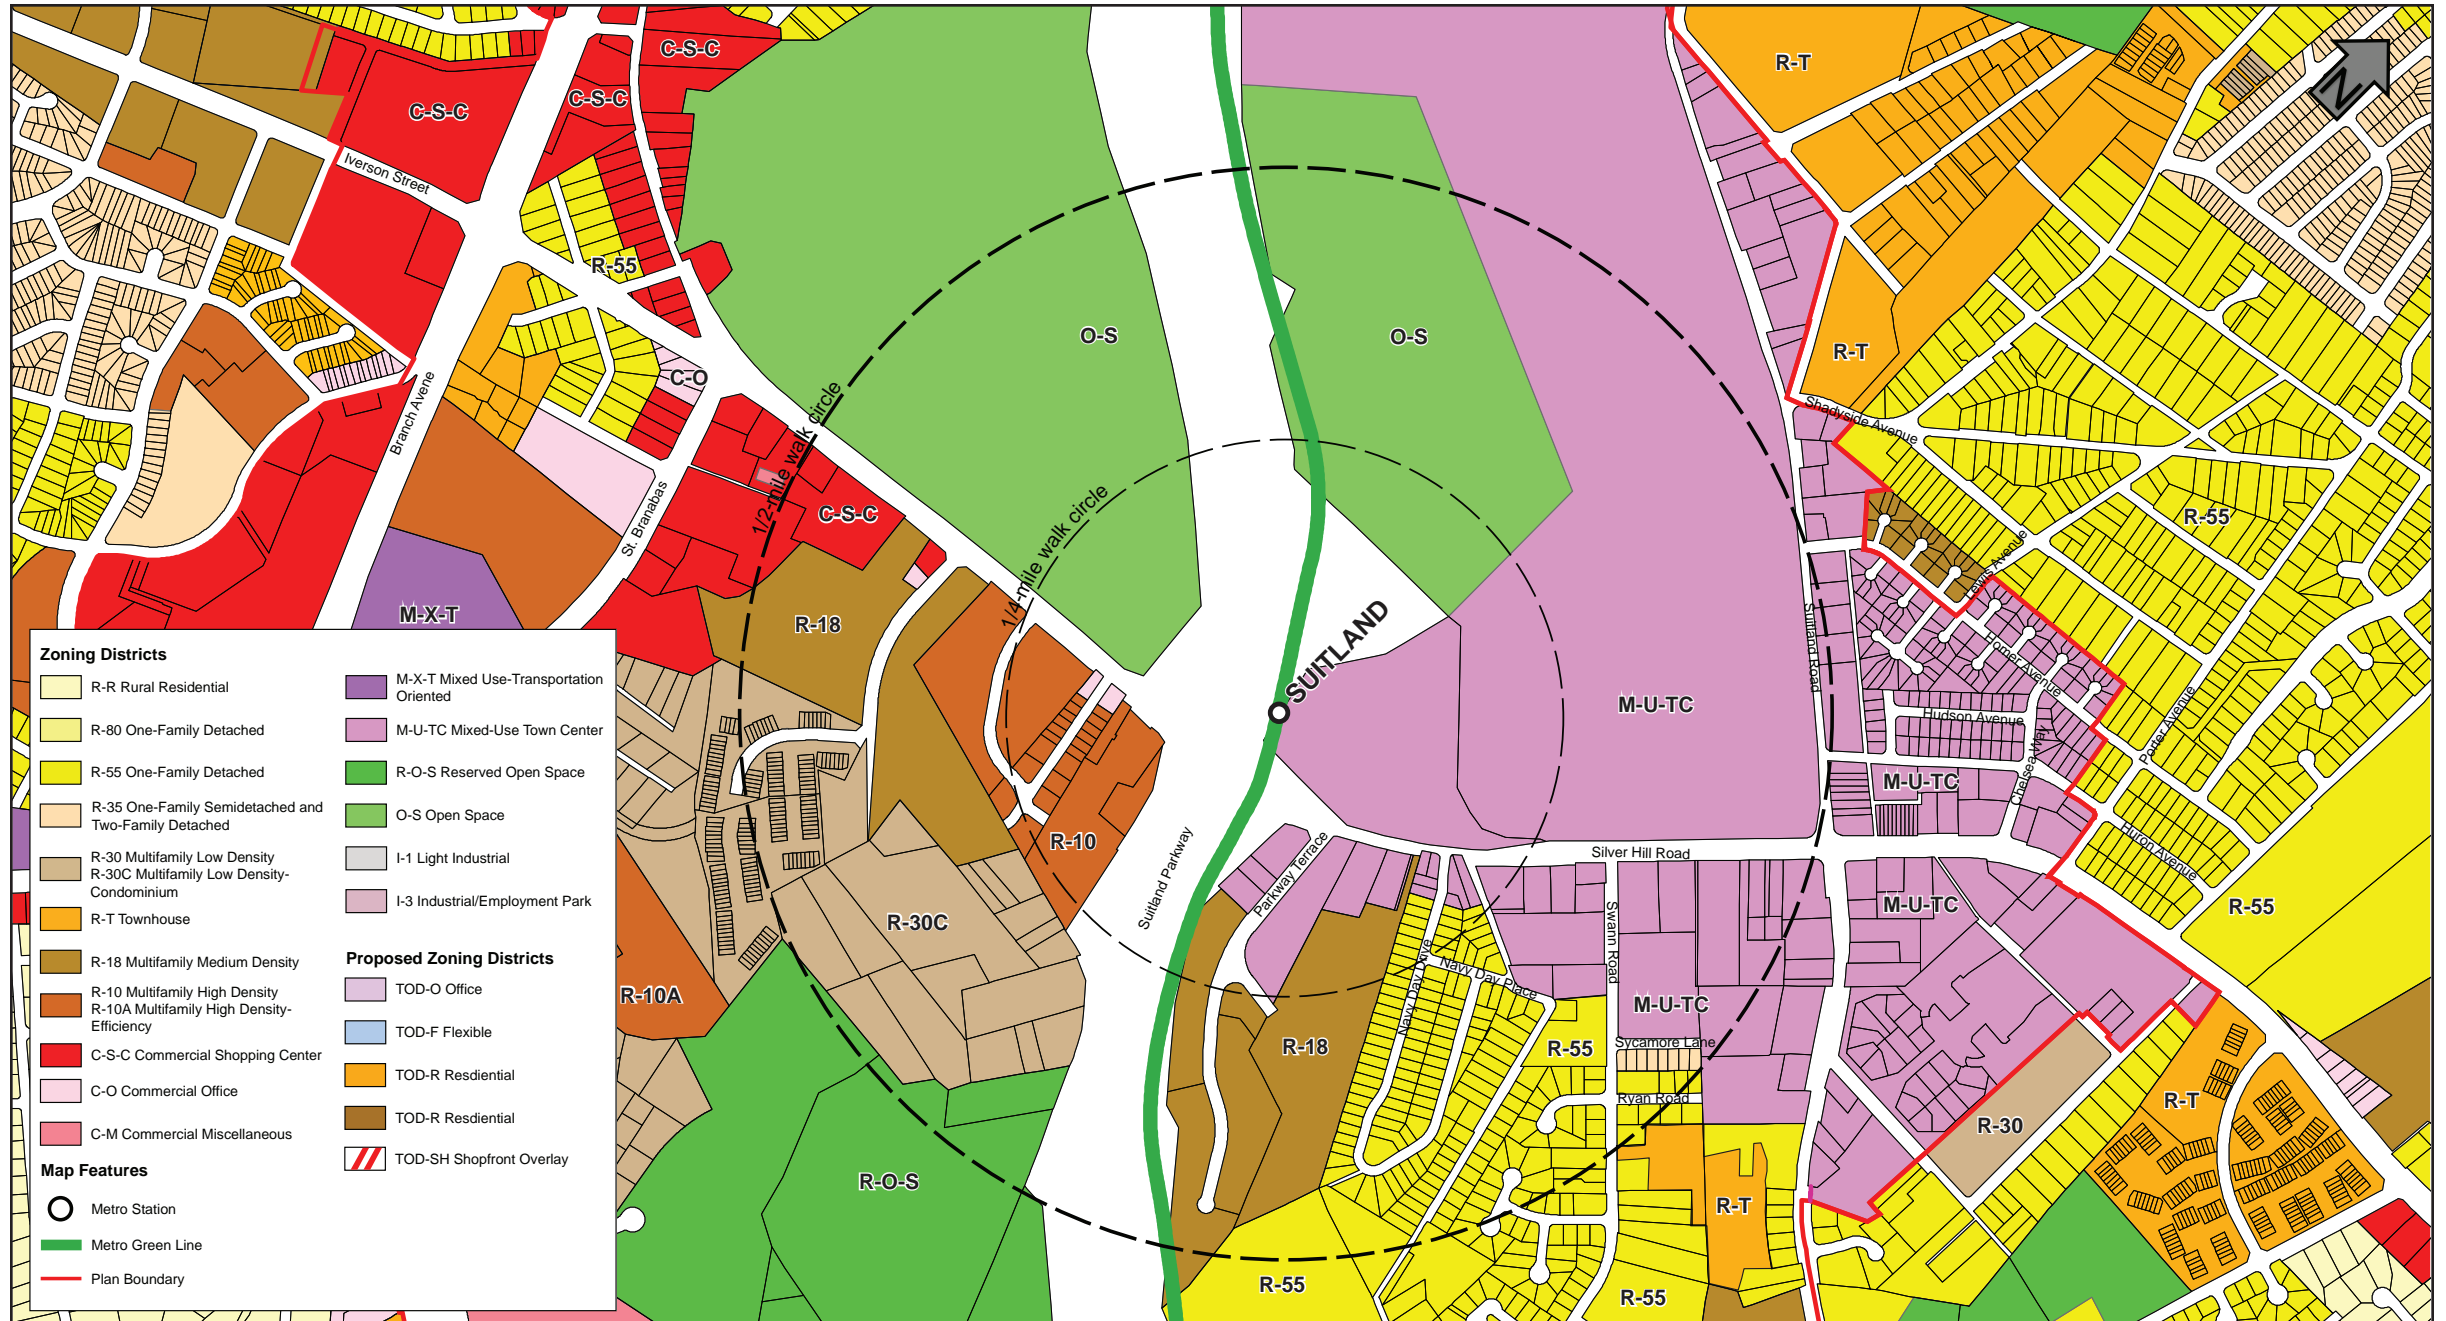 C-S-C
R-T
C-S-C
C-S-C
N
Iverson Street
R-55
O-S
O-S
R-T
C-O
Shadyside Avenue
Branch Avene
1/2-mile walk circle
C-S-C
St. Branabas
1/4-mile walk circle
R-55
Lewis Avenue
M-X-T
R-18
SUITLAND
Suitland Road
Homer Avenue
M-U-TC
Hudson Avenue
Porter Avenue
Chelsea Way
M-U-TC
R-10
Suitland Parkway
Parkway Terrace
Silver Hill Road
Huron Avenue
R-30C
M-U-TC
R-55
Swann Road
Navy Day Drive
Navy Day Place
R-10A
M-U-TC
R-18
R-55
Sycamore Lane
Ryan Road
R-T
R-30
R-O-S
R-T
R-55
R-55
Zoning Districts
R-R Rural Residential
R-80 One-Family Detached
R-55 One-Family Detached
R-35 One-Family Semidetached and
Two-Family Detached
R-30 Multifamily Low Density
R-30C Multifamily Low Density-
Condominium
R-T Townhouse
R-18 Multifamily Medium Density
R-10 Multifamily High Density
R-10A Multifamily High Density-
Efficiency
C-S-C Commercial Shopping Center
C-O Commercial Office
C-M Commercial Miscellaneous
Map Features
Metro Station
Metro Green Line
Plan Boundary
M-X-T Mixed Use-Transportation
Oriented
M-U-TC Mixed-Use Town Center
R-O-S Reserved Open Space
O-S Open Space
I-1 Light Industrial
I-3 Industrial/Employment Park
Proposed Zoning Districts
TOD-O Office
TOD-F Flexible
TOD-R Resdiential
TOD-R Resdiential
TOD-SH Shopfront Overlay